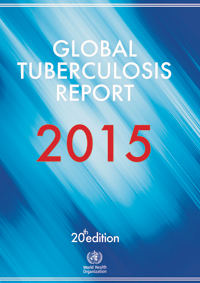 GLOBAL
TUBERCULOSIS
REPORT
2015
20th edition
World Health
Organization